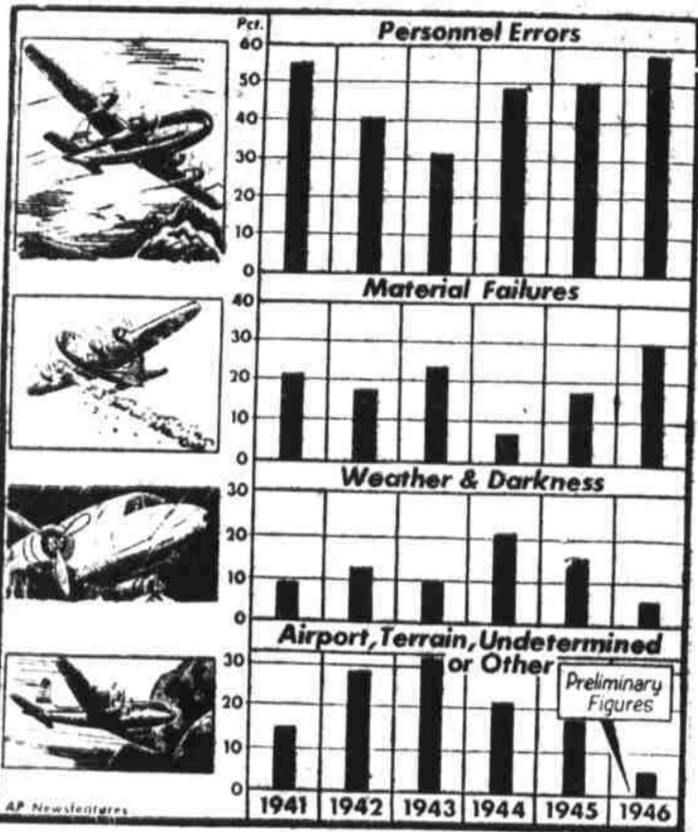 Pct.
Personnel Errors
60
50
40
30
20
10
0
Material Failures
40
30
20
10
0
Weather & Darkness
30
20
10
0
Airport, Terrain, Undetermined
or Other
30
20
10
0
Preliminary
Figures
1941 1942 1943 1944 1945 1946
AP Newsfeatures